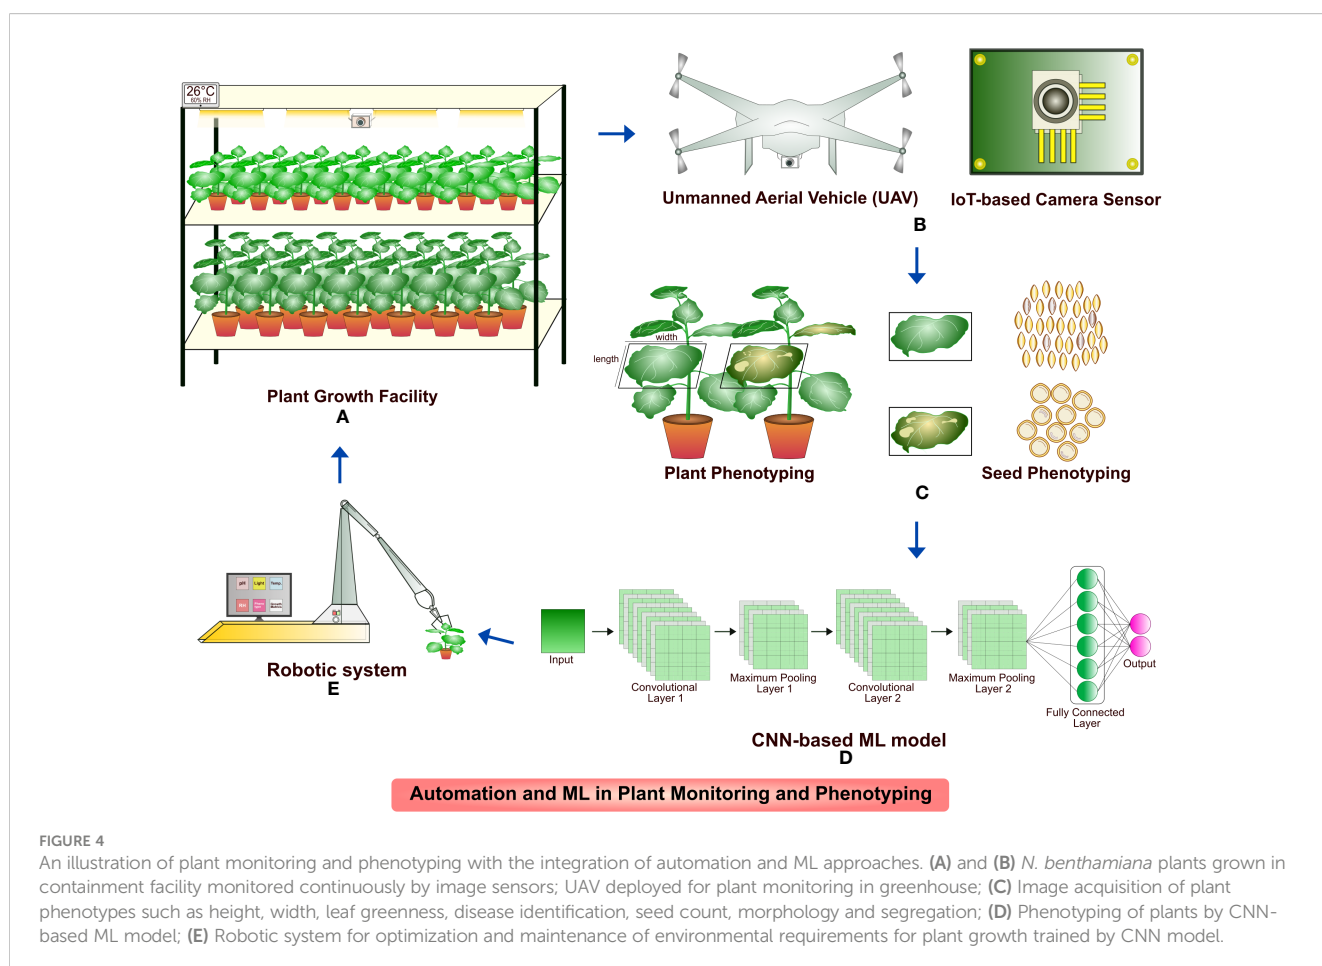 26°C
60% RH
Unmanned Aerial Vehicle (UAV)
IoT-based Camera Sensor
B
width
length
Plant Growth Facility
A
Plant Phenotyping
Seed Phenotyping
C
pH
Light
Temp.
Robotic system
E
Input
Convolutional
Layer 1
Maximum Pooling
Layer 1
Convolutional
Layer 2
Maximum Pooling
Layer 2
Fully Connected
Layer
Output
CNN-based ML model
D
Automation and ML in Plant Monitoring and Phenotyping
FIGURE 4
An illustration of plant monitoring and phenotyping with the integration of automation and ML approaches. (A) and (B) N. benthamiana plants grown in
containment facility monitored continuously by image sensors; UAV deployed for plant monitoring in greenhouse; (C) Image acquisition of plant
phenotypes such as height, width, leaf greenness, disease identification, seed count, morphology and segregation; (D) Phenotyping of plants by CNN-
based ML model; (E) Robotic system for optimization and maintenance of environmental requirements for plant growth trained by CNN model.